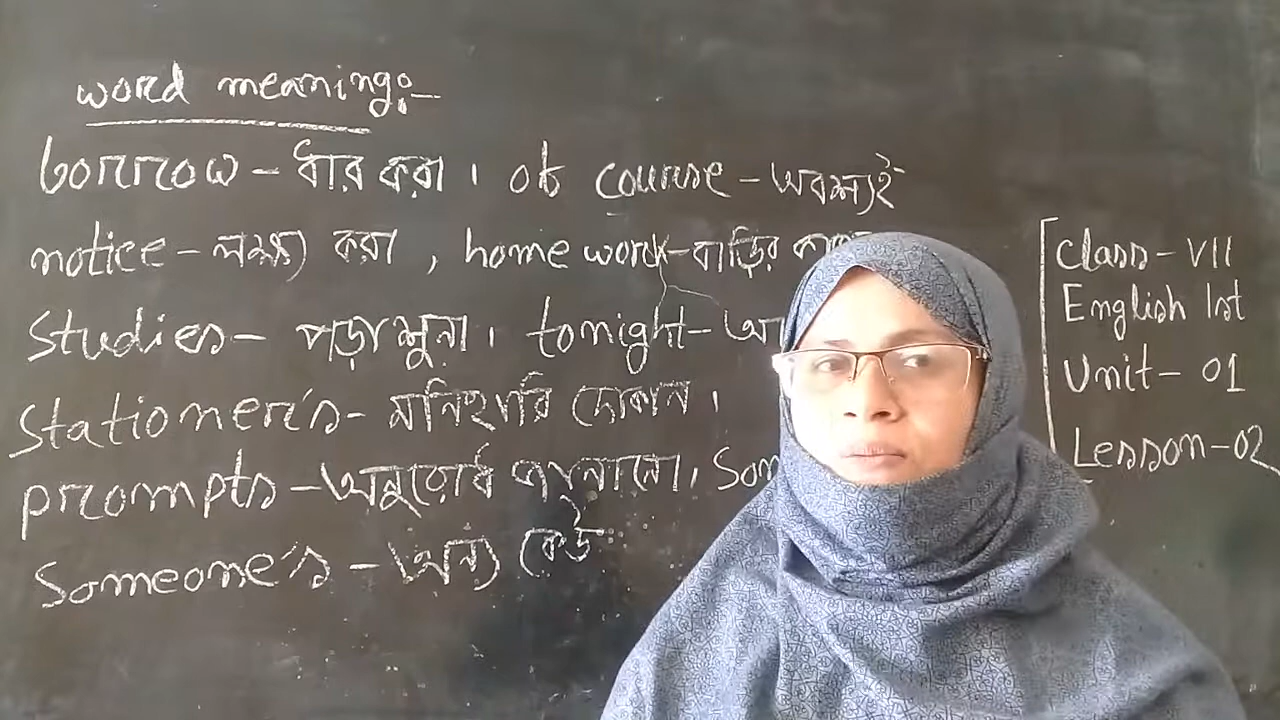 word meaning:-
borrow - ধার করা। of course - অবশ্যই
notice - লক্ষ্য করা, home work - বাড়ির
Studies - পড়াশুনা। tonight -
Stationer's - মনিহারি দোকান।
prompts - অনুরোধ
Someone's - অন্য কেউ
Class - VII
English 1st
Unit - 01
Lesson - 02